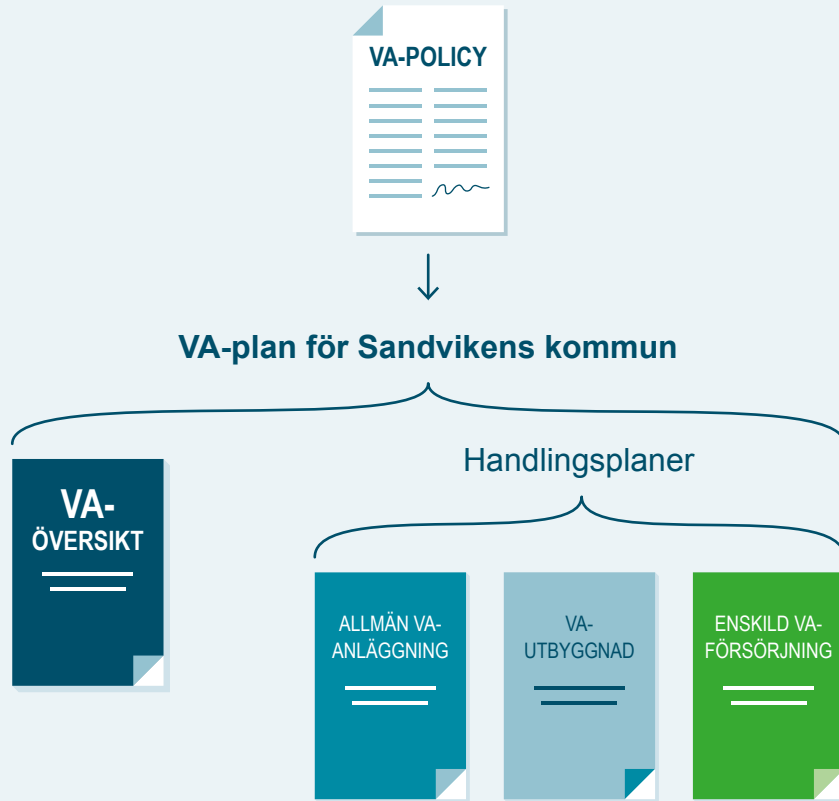 VA-POLICY
VA-plan för Sandvikens kommun
VA-
ÖVERSIKT
Handlingsplaner
ALLMÄN VA-
ANLÄGGNING
VA-
UTBYGGNAD
ENSKILD VA-
FÖRSÖRJNING